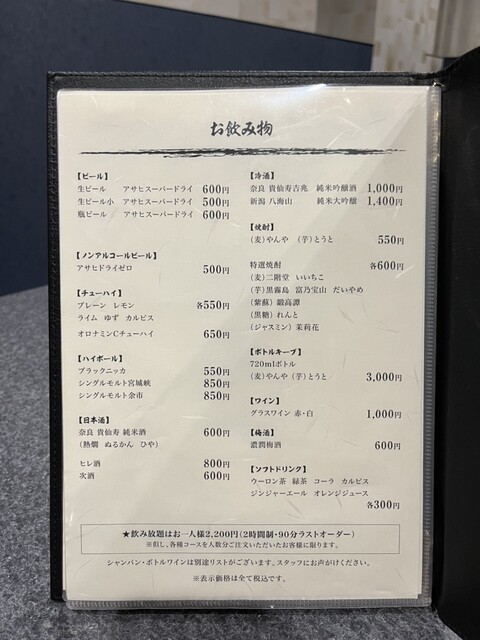 お飲み物
【ビール】
生ビール アサヒスーパードライ 600円
生ビール小 アサヒスーパードライ 500円
瓶ビール アサヒスーパードライ 600円
【ノンアルコールビール】
アサヒドライゼロ 500円
【チューハイ】
プレーン レモン 各550円
ライム ゆず カルピス
オロナミンCチューハイ 650円
【ハイボール】
ブラックニッカ 550円
シングルモルト宮城峡 850円
シングルモルト余市 850円
【日本酒】
奈良 貴仙寿 純米酒 600円
（熱燗 ぬるかん ひや）
ヒレ酒 800円
次酒 600円
【冷酒】
奈良 貴仙寿吉兆 純米吟醸酒 1,000円
新潟 八海山 純米大吟醸 1,400円
【焼酎】
（麦）やんや （芋）とうと 550円
特選焼酎 各600円
（麦）二階堂 いいちこ
（芋）黒霧島 富乃宝山 だいやめ
（紫蘇）鍛高譚
（黒糖）れんと
（ジャスミン）茉莉花
【ボトルキープ】
720mlボトル
（麦）やんや （芋）とうと 3,000円
【ワイン】
グラスワイン 赤・白 1,000円
【梅酒】
濃潤梅酒 600円
【ソフトドリンク】
ウーロン茶 緑茶 コーラ カルピス
ジンジャーエール オレンジジュース
各300円
★飲み放題はお一人様2,200円（2時間制・90分ラストオーダー）
※但し、各種コースを人数分ご注文いただいたお客様に限ります。
シャンパン・ボトルワインは別途リストがございます。スタッフにお声がけください。
※表示価格は全て税込です。